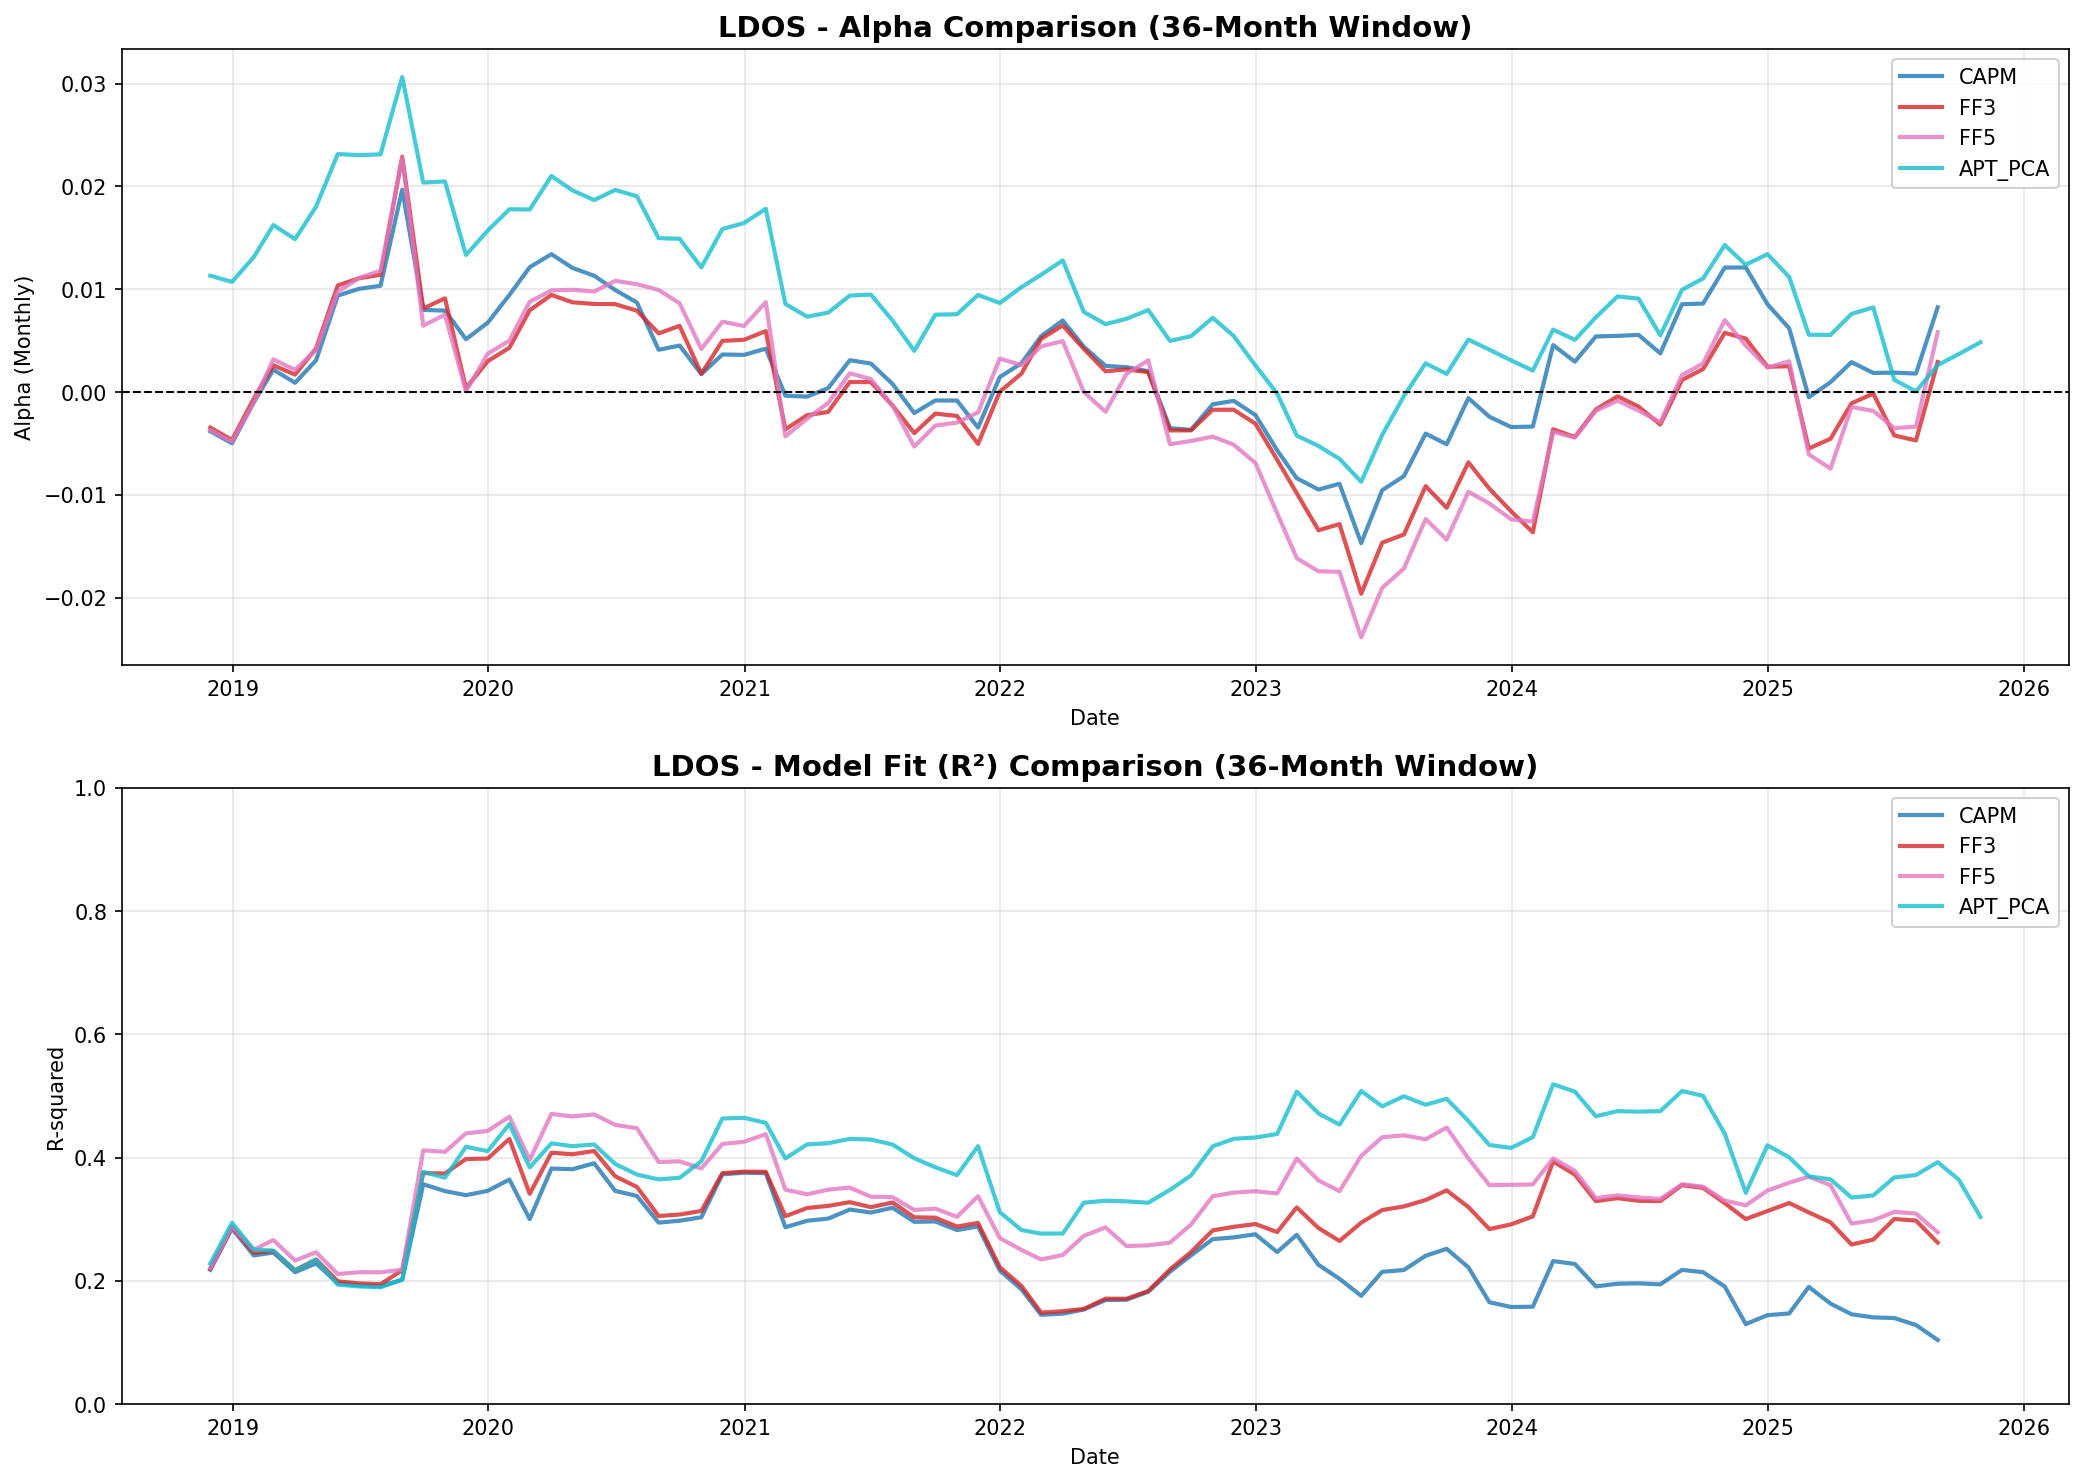 LDOS - Alpha Comparison (36-Month Window)
Alpha (Monthly)
0.03
0.02
0.01
0.00
−0.01
−0.02
CAPM
FF3
FF5
APT_PCA
2019 2020 2021 2022 2023 2024 2025 2026
Date
LDOS - Model Fit (R²) Comparison (36-Month Window)
R-squared
1.0
0.8
0.6
0.4
0.2
0.0
CAPM
FF3
FF5
APT_PCA
2019 2020 2021 2022 2023 2024 2025 2026
Date